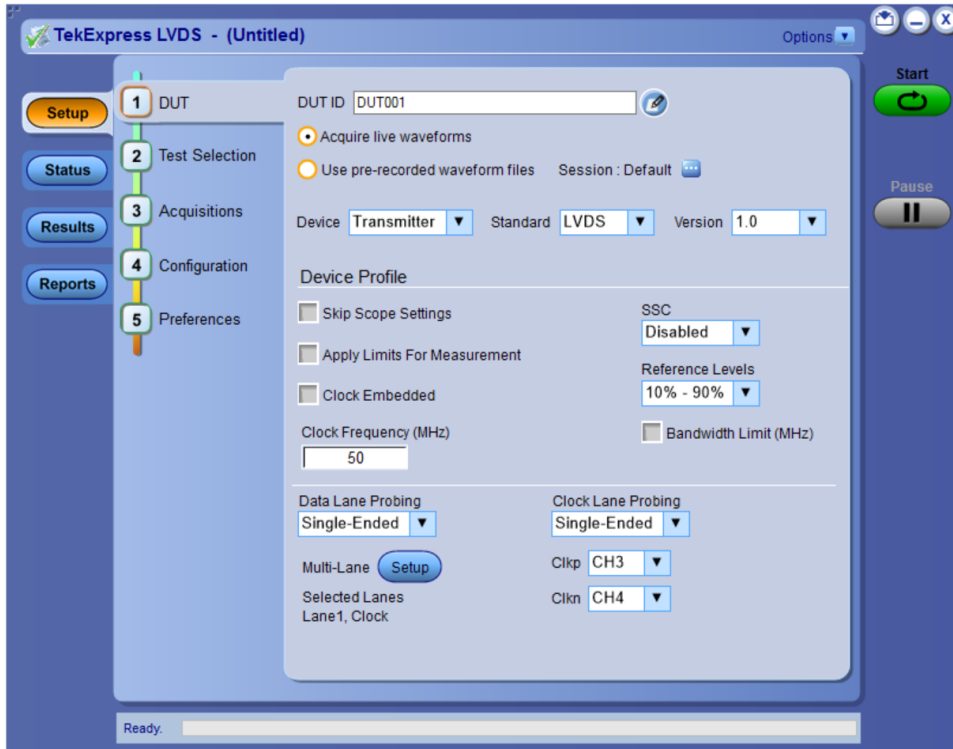 TekExpress LVDS - (Untitled)
Options
X
Start
Pause
Setup
Status
Results
Reports
1 DUT
2 Test Selection
3 Acquisitions
4 Configuration
5 Preferences
DUT ID DUT001
Acquire live waveforms
Use pre-recorded waveform files Session : Default ...
Device Transmitter Standard LVDS Version 1.0
Device Profile
Skip Scope Settings
Apply Limits For Measurement
Clock Embedded
Clock Frequency (MHz)
50
SSC
Disabled
Reference Levels
10% - 90%
Bandwidth Limit (MHz)
Data Lane Probing
Single-Ended
Multi-Lane Setup
Selected Lanes
Lane1, Clock
Clock Lane Probing
Single-Ended
Clkp CH3
Clkn CH4
Ready.